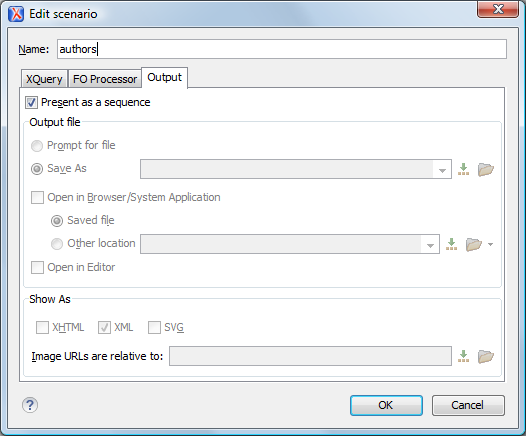 Edit scenario
Name: authors
XQuery FO Processor Output
Present as a sequence
Output file
Prompt for file
Save As
Open in Browser/System Application
Saved file
Other location
Open in Editor
Show As
XHTML XML SVG
Image URLs are relative to:
? OK Cancel